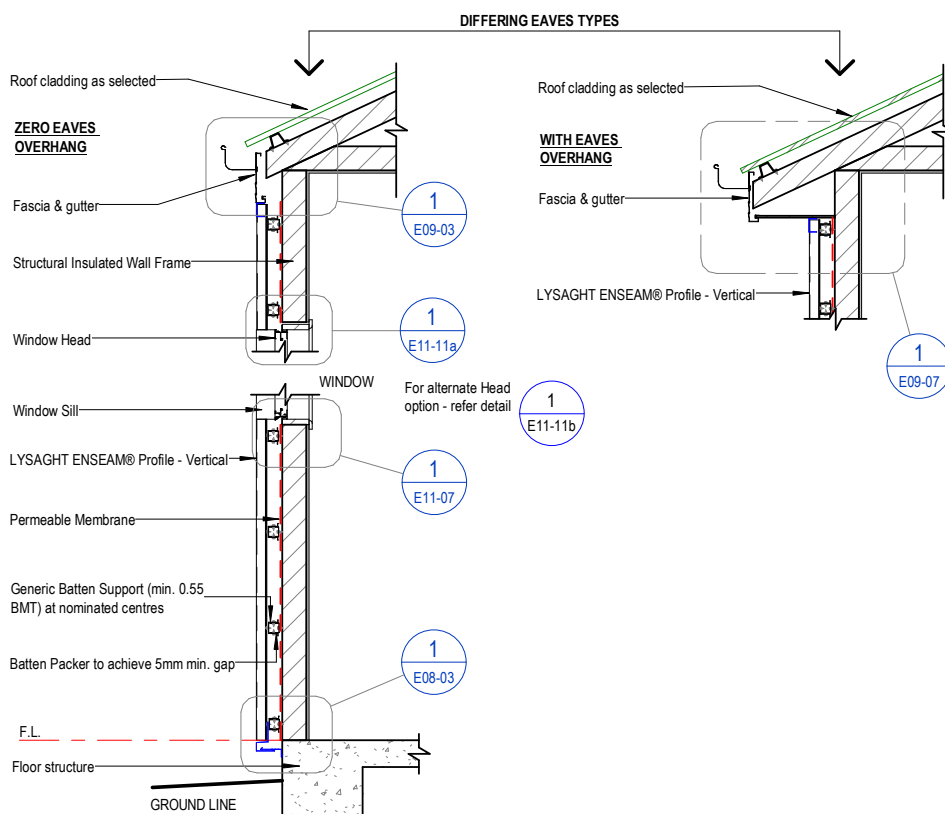 DIFFERING EAVES TYPES
Roof cladding as selected
ZERO EAVES
OVERHANG
Fascia & gutter
1
E09-03
Structural Insulated Wall Frame
Window Head
1
E11-11a
Roof cladding as selected
WITH EAVES
OVERHANG
Fascia & gutter
LYSAGHT ENSEAM® Profile - Vertical
1
E09-07
WINDOW
For alternate Head
option - refer detail
1
E11-11b
Window Sill
LYSAGHT ENSEAM® Profile - Vertical
1
E11-07
Permeable Membrane
Generic Batten Support (min. 0.55
BMT) at nominated centres
Batten Packer to achieve 5mm min. gap
1
E08-03
F.L.
Floor structure
GROUND LINE